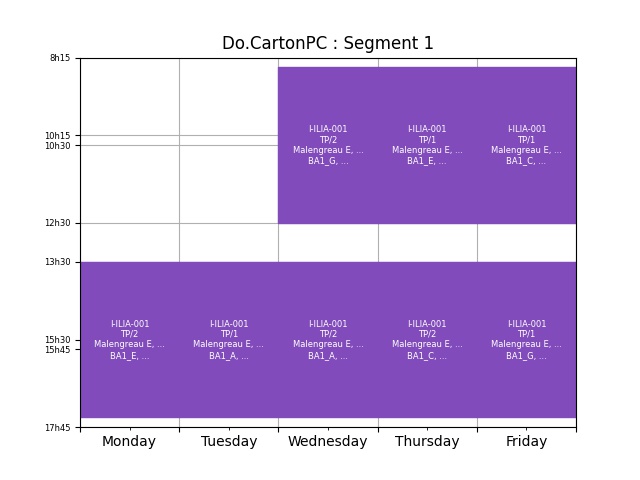 Do.CartonPC : Segment 1
8h15
10h15
10h30
12h30
13h30
15h30
15h45
17h45
I-ILIA-001
TP/2
Malengreau E, ...
BA1_G, ...
I-ILIA-001
TP/1
Malengreau E, ...
BA1_E, ...
I-ILIA-001
TP/1
Malengreau E, ...
BA1_C, ...
I-ILIA-001
TP/2
Malengreau E, ...
BA1_E, ...
I-ILIA-001
TP/1
Malengreau E, ...
BA1_A, ...
I-ILIA-001
TP/2
Malengreau E, ...
BA1_A, ...
I-ILIA-001
TP/2
Malengreau E, ...
BA1_C, ...
I-ILIA-001
TP/1
Malengreau E, ...
BA1_G, ...
Monday
Tuesday
Wednesday
Thursday
Friday